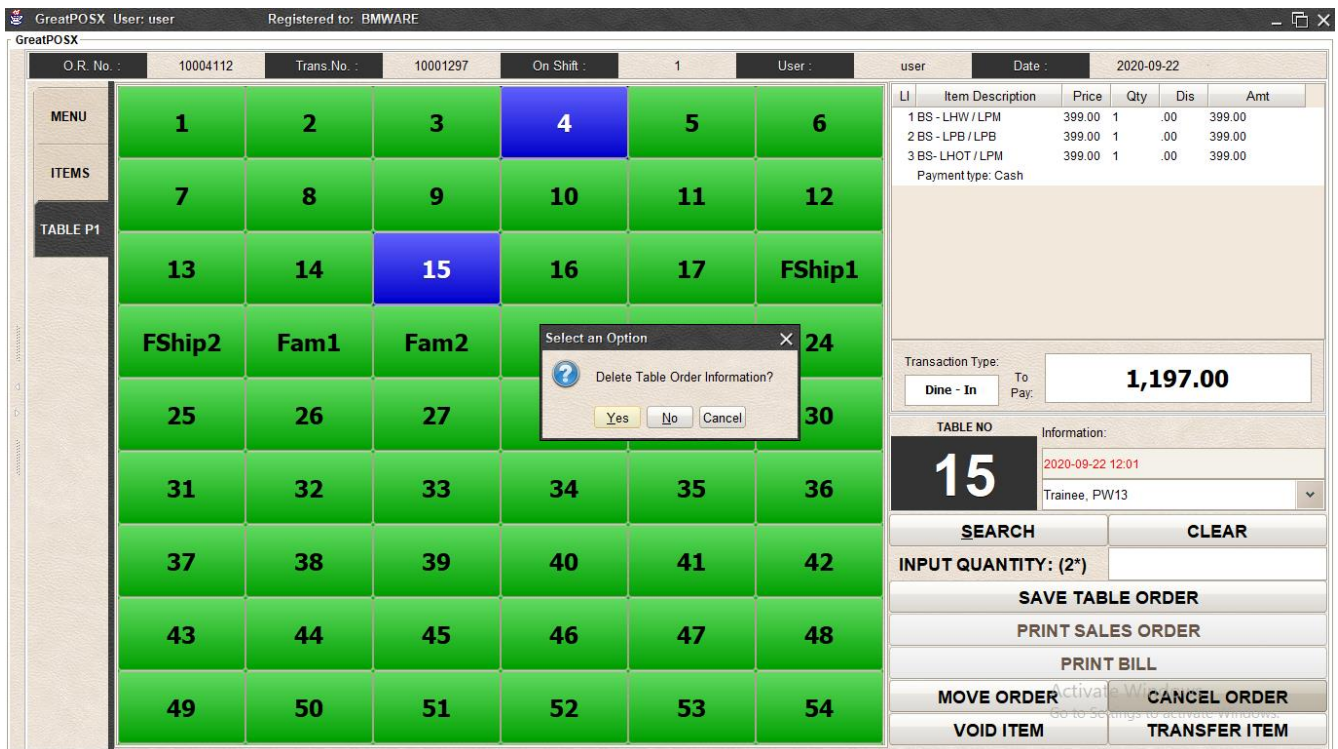 GreatPOSX User: user Registered to: BMWARE
GreatPOSX
O.R. No. : 10004112 Trans.No. : 10001297 On Shift : 1 User : user Date : 2020-09-22
MENU
ITEMS
TABLE P1
1 2 3 4 5 6
7 8 9 10 11 12
13 14 15 16 17 FShip1
FShip2 Fam1 Fam2 24
25 26 27 30
31 32 33 34 35 36
37 38 39 40 41 42
43 44 45 46 47 48
49 50 51 52 53 54
Select an Option
Delete Table Order Information?
Yes No Cancel
LI Item Description Price Qty Dis Amt
1 BS - LHW / LPM 399.00 1 .00 399.00
2 BS - LPB / LPB 399.00 1 .00 399.00
3 BS- LHOT / LPM 399.00 1 .00 399.00
Payment type: Cash
Transaction Type:
Dine - In
To
Pay:
1,197.00
TABLE NO
15
Information:
2020-09-22 12:01
Trainee, PW13
SEARCH CLEAR
INPUT QUANTITY: (2*)
SAVE TABLE ORDER
PRINT SALES ORDER
PRINT BILL
MOVE ORDER CANCEL ORDER
VOID ITEM TRANSFER ITEM
Activate Windows
Go to Settings to activate Windows.